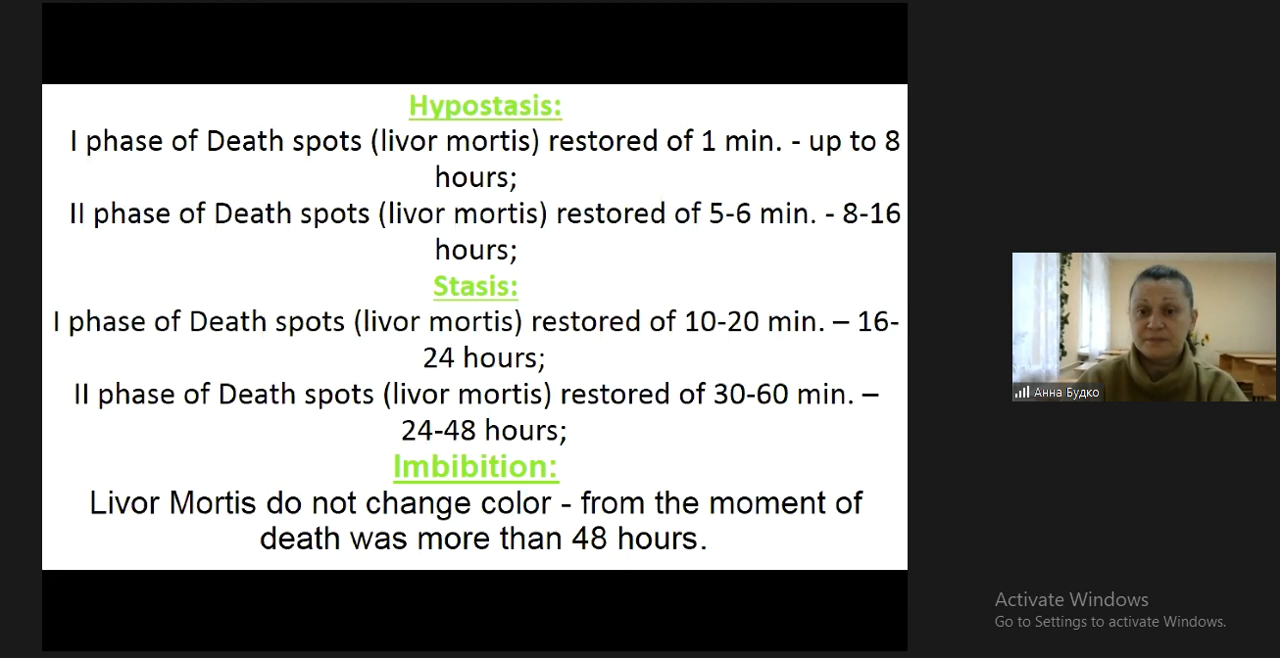 Hypostasis:
I phase of Death spots (livor mortis) restored of 1 min. - up to 8
hours;
II phase of Death spots (livor mortis) restored of 5-6 min. - 8-16
hours;
Stasis:
I phase of Death spots (livor mortis) restored of 10-20 min. – 16-
24 hours;
II phase of Death spots (livor mortis) restored of 30-60 min. –
24-48 hours;
Imbibition:
Livor Mortis do not change color - from the moment of
death was more than 48 hours.
Анна Будко
Activate Windows
Go to Settings to activate Windows.